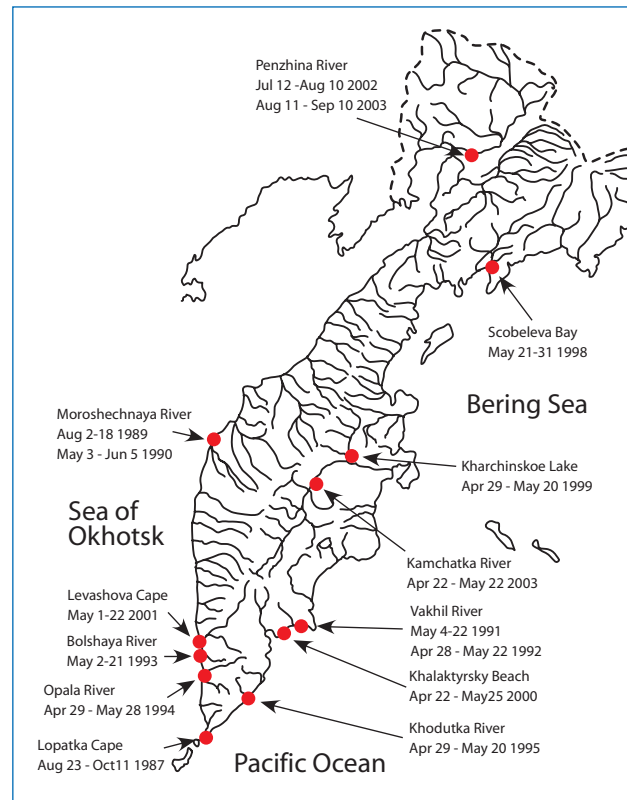 Penzhina River
Jul 12 -Aug 10 2002
Aug 11 - Sep 10 2003
Scobeleva Bay
May 21-31 1998
Bering Sea
Moroshechnaya River
Aug 2-18 1989
May 3 - Jun 5 1990
Kharchinskoe Lake
Apr 29 - May 20 1999
Sea of
Okhotsk
Kamchatka River
Apr 22 - May 22 2003
Levashova Cape
May 1-22 2001
Vakhil River
May 4-22 1991
Apr 28 - May 22 1992
Bolshaya River
May 2-21 1993
Khalaktyrsky Beach
Apr 22 - May25 2000
Opala River
Apr 29 - May 28 1994
Khodutka River
Apr 29 - May 20 1995
Lopatka Cape
Aug 23 - Oct11 1987
Pacific Ocean